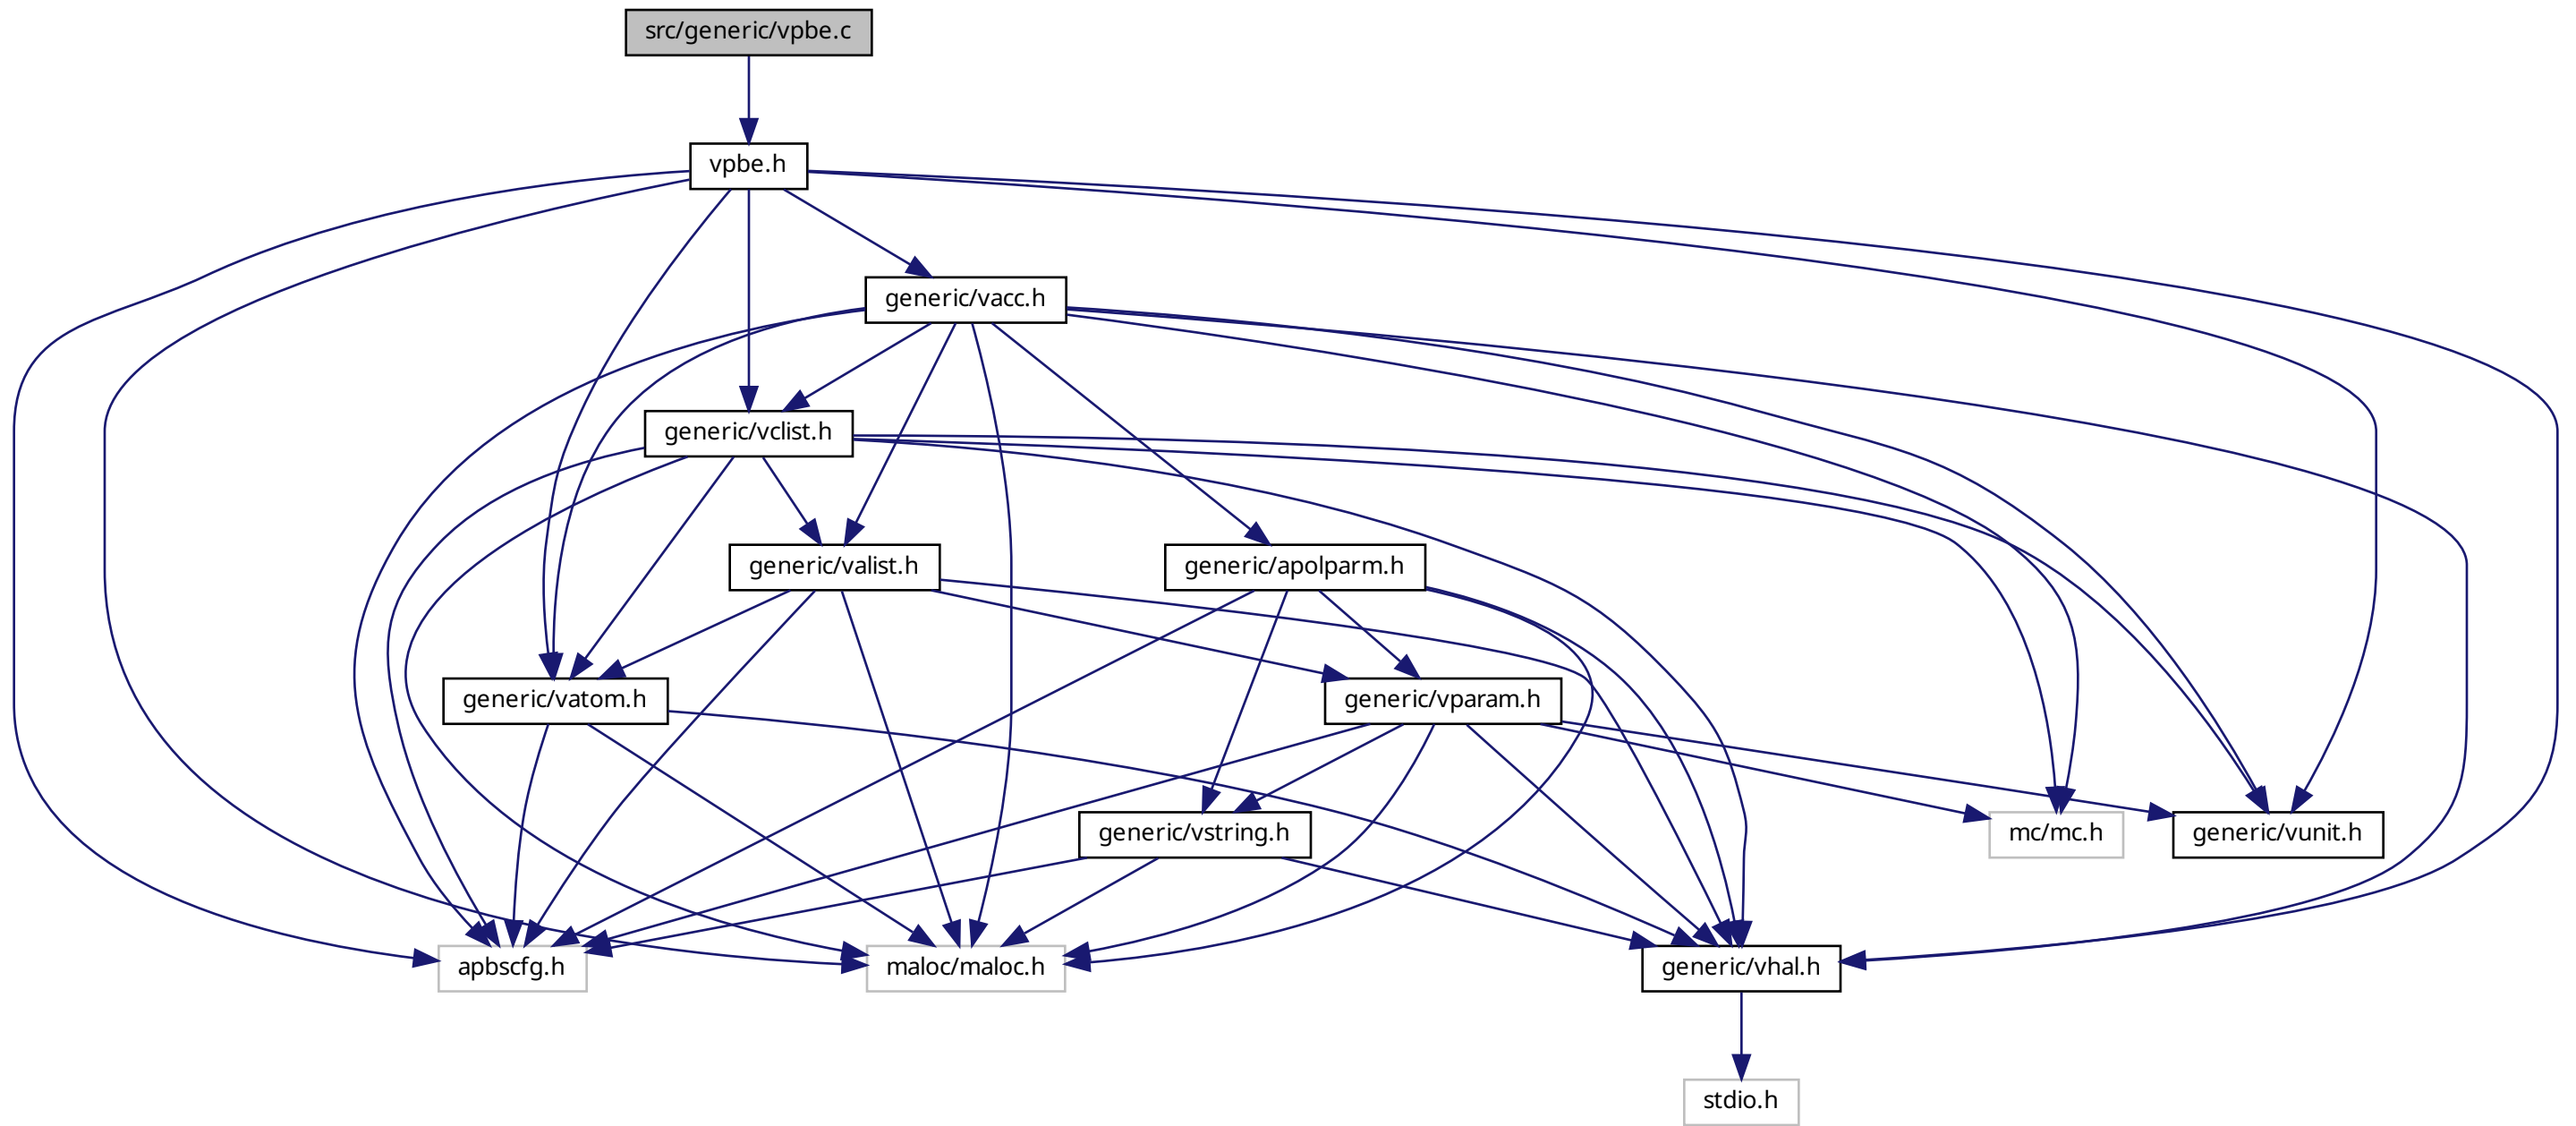 src/generic/vpbe.c
vpbe.h
generic/vacc.h
generic/vclist.h
generic/valist.h
generic/apolparm.h
generic/vatom.h
generic/vparam.h
generic/vstring.h
mc/mc.h
generic/vunit.h
apbscfg.h
maloc/maloc.h
generic/vhal.h
stdio.h